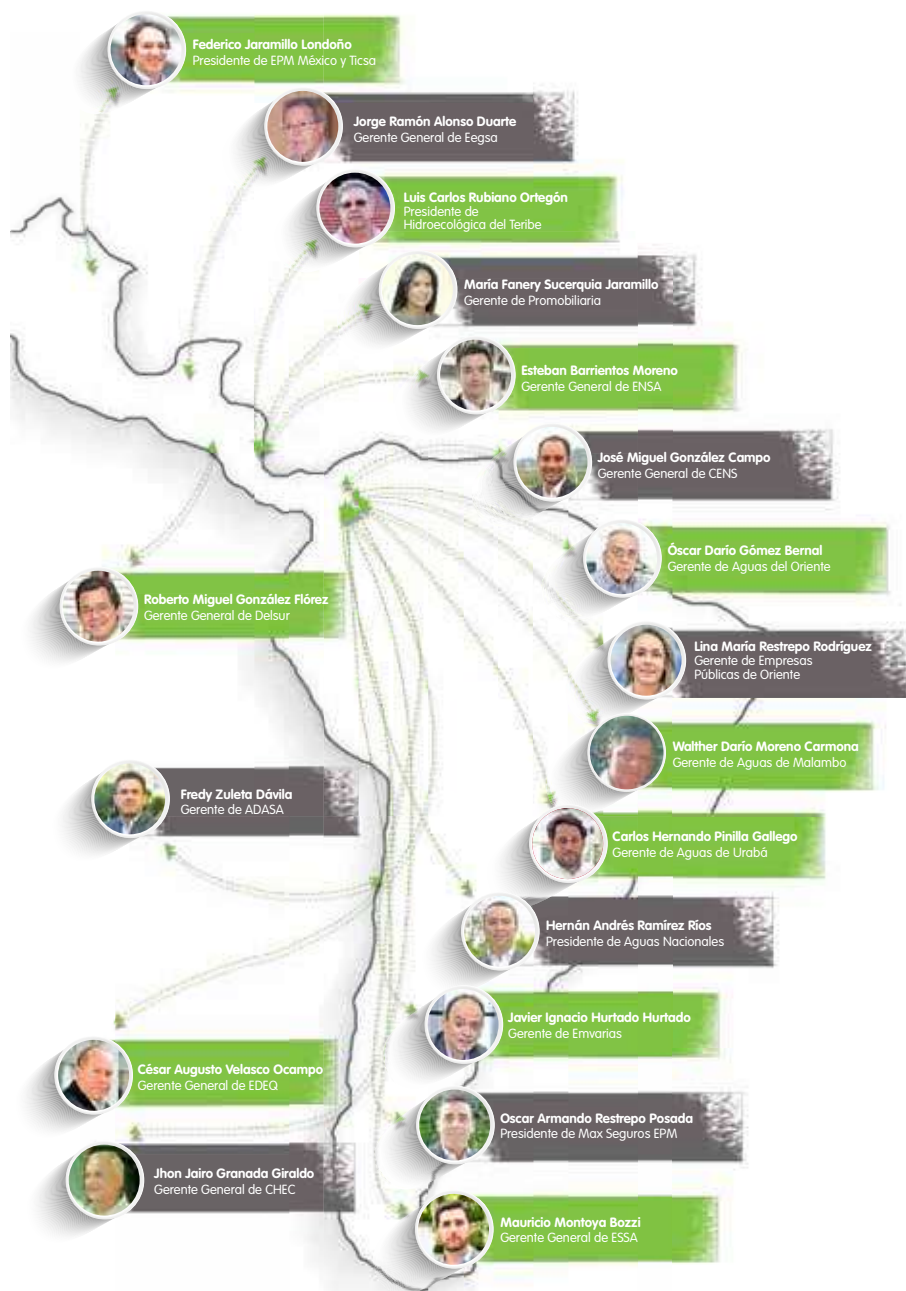 Federico Jaramillo Londoño
Presidente de EPM México y Ticsa
Jorge Ramón Alonso Duarte
Gerente General de Eegsa
Luis Carlos Rubiano Ortegón
Presidente de
Hidroecológica del Teribe
María Fanery Sucerquia Jaramillo
Gerente de Promobiliaria
Esteban Barrientos Moreno
Gerente General de ENSA
José Miguel González Campo
Gerente General de CENS
Óscar Darío Gómez Bernal
Gerente de Aguas del Oriente
Roberto Miguel González Flórez
Gerente General de Delsur
Lina María Restrepo Rodríguez
Gerente de Empresas
Públicas de Oriente
Walther Darío Moreno Carmona
Gerente de Aguas de Malambo
Fredy Zuleta Dávila
Gerente de ADASA
Carlos Hernando Pinilla Gallego
Gerente de Aguas de Urabá
Hernán Andrés Ramírez Ríos
Presidente de Aguas Nacionales
Javier Ignacio Hurtado Hurtado
Gerente de Emvarias
César Augusto Velasco Ocampo
Gerente General de EDEQ
Oscar Armando Restrepo Posada
Presidente de Max Seguros EPM
Jhon Jairo Granada Giraldo
Gerente General de CHEC
Mauricio Montoya Bozzi
Gerente General de ESSA